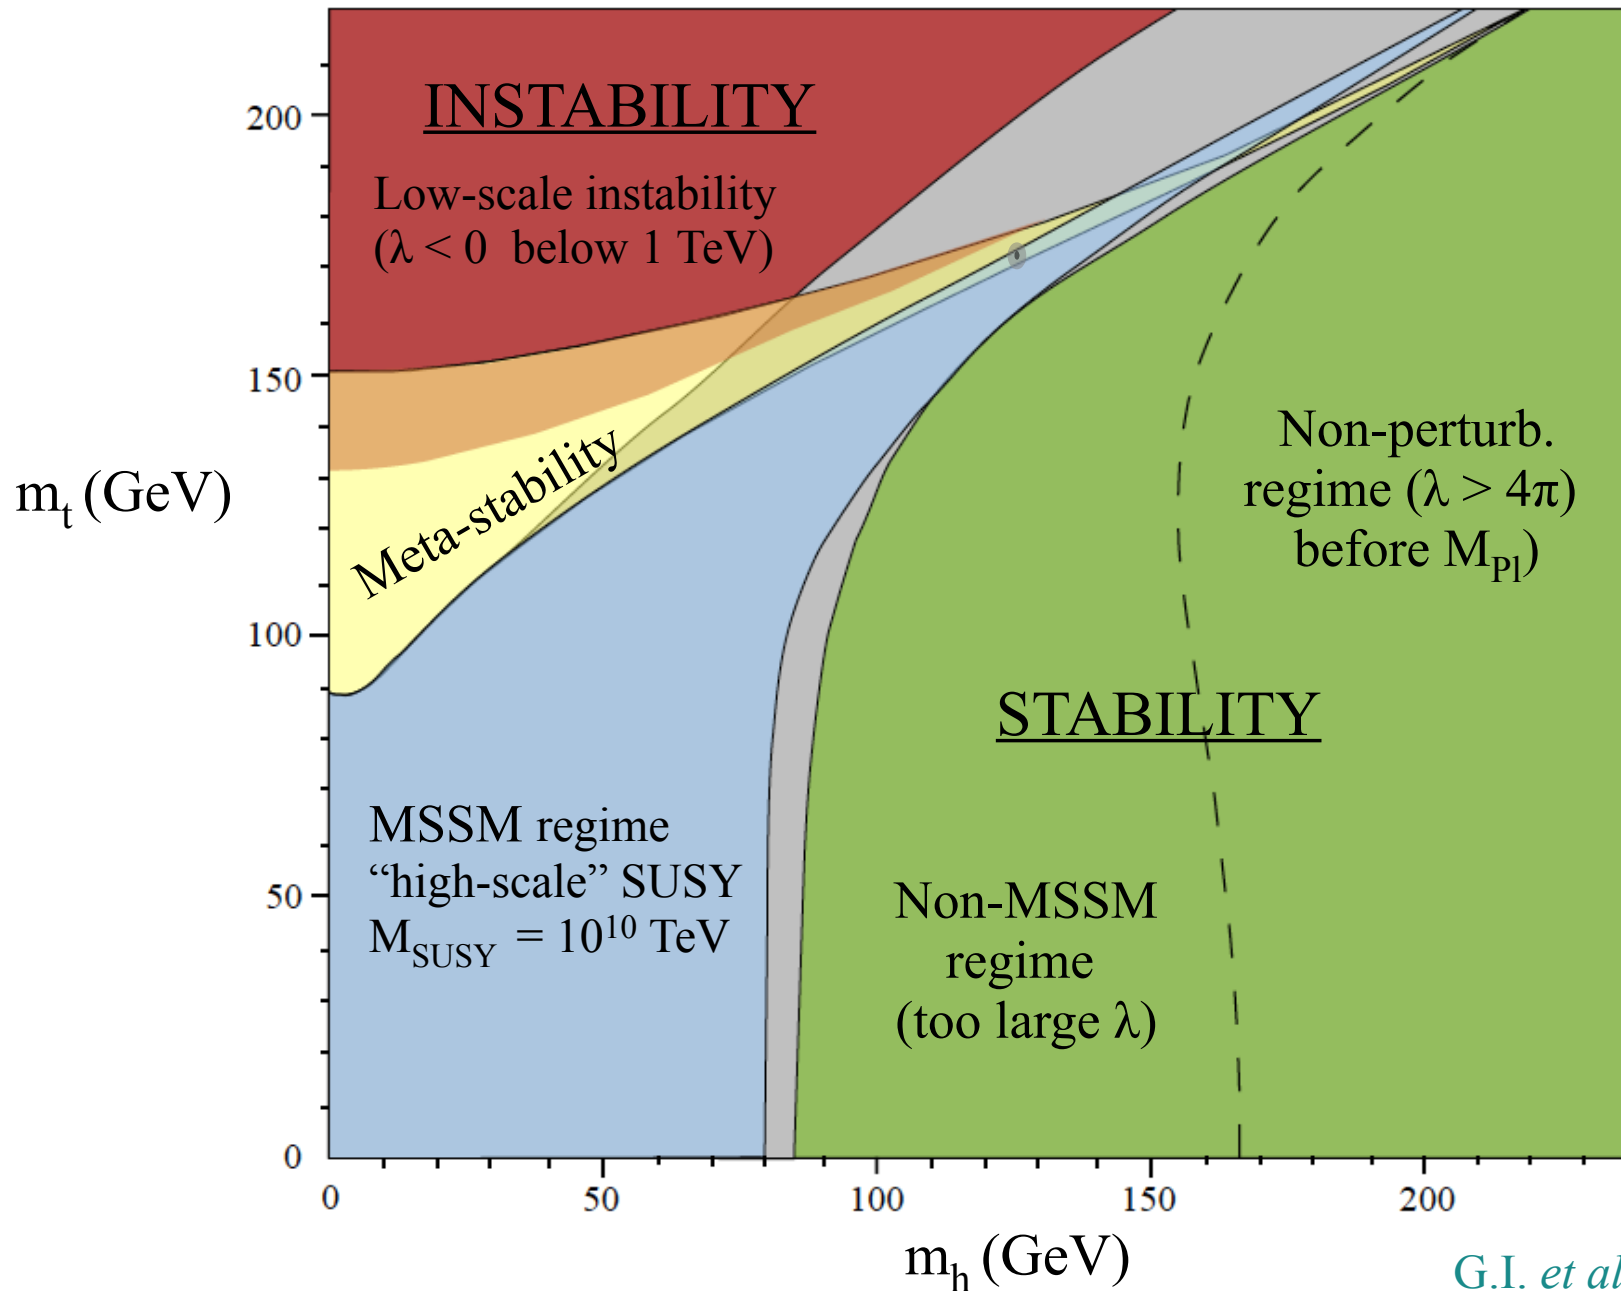 INSTABILITY
Low-scale instability
(λ < 0 below 1 TeV)
Meta-stability
Non-perturb.
regime (λ > 4π)
before M_Pl)
STABILITY
MSSM regime
“high-scale” SUSY
M_SUSY = 10^10 TeV
Non-MSSM
regime
(too large λ)
m_t (GeV)
200
150
100
50
0
0 50 100 150 200
m_h (GeV)
G.I. et al